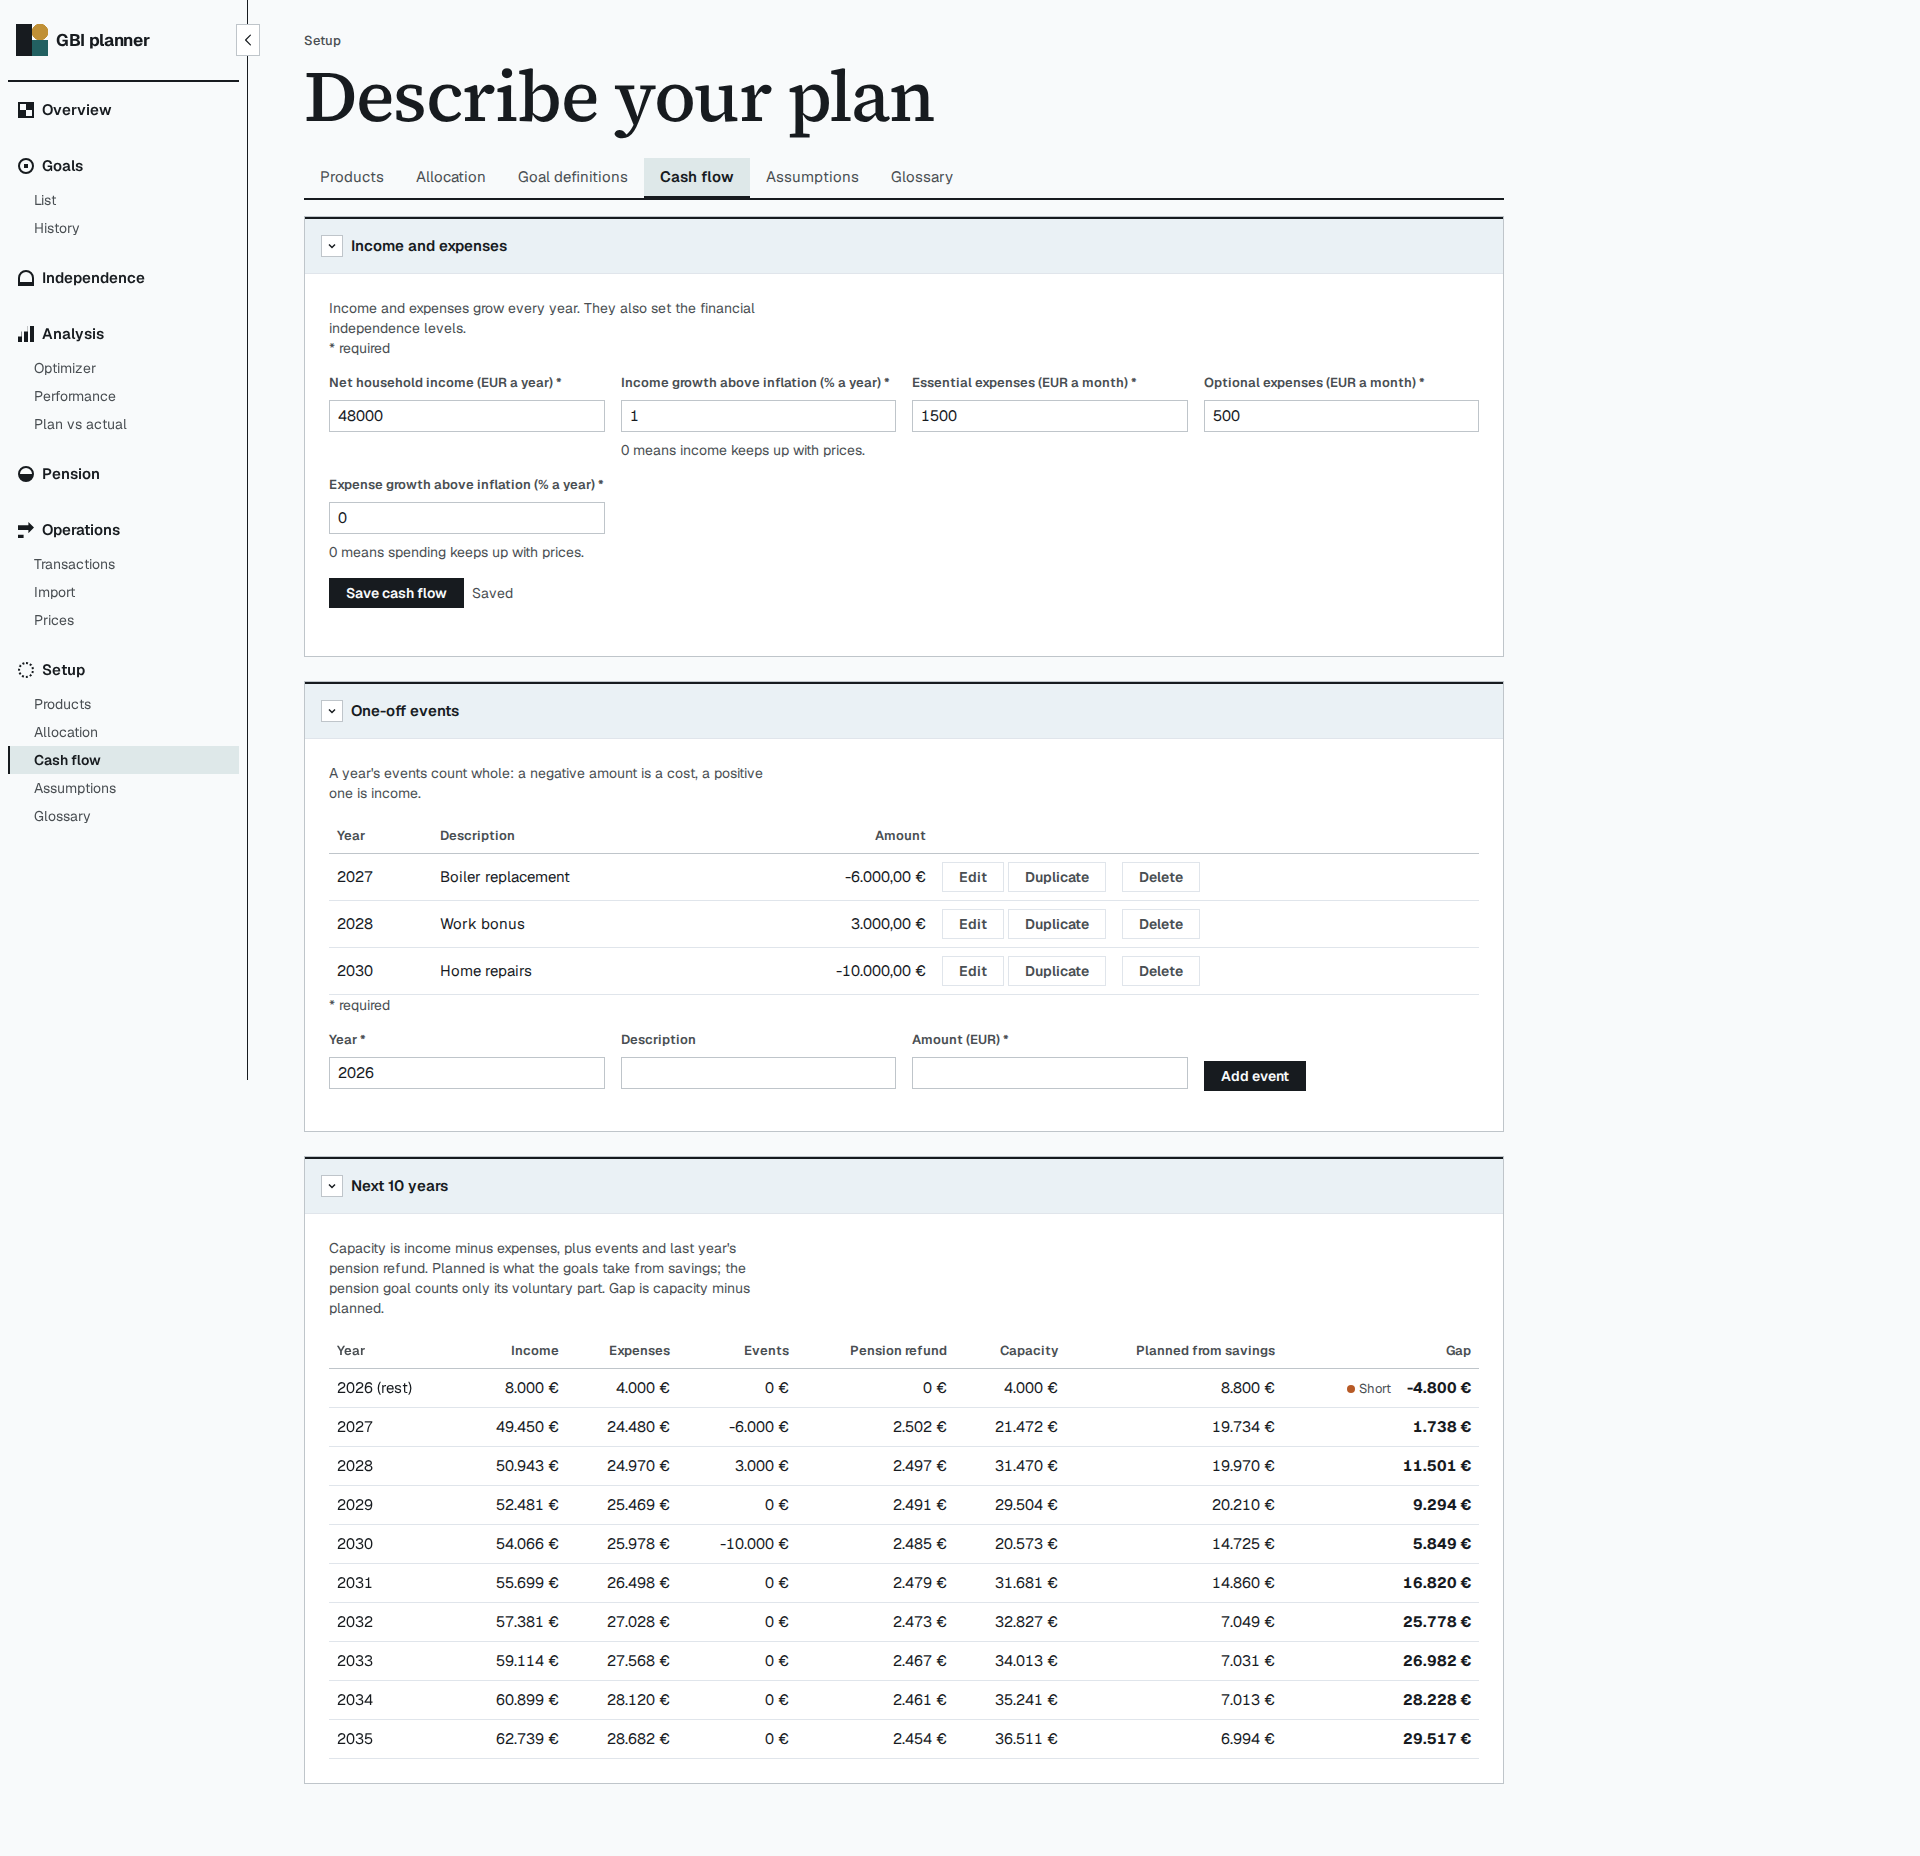 GBI planner
Overview
Goals
List
History
Independence
Analysis
Optimizer
Performance
Plan vs actual
Pension
Operations
Transactions
Import
Prices
Setup
Products
Allocation
Cash flow
Assumptions
Glossary
Setup
Describe your plan
Products Allocation Goal definitions Cash flow Assumptions Glossary
Income and expenses
Income and expenses grow every year. They also set the financial
independence levels.
* required
Net household income (EUR a year) * Income growth above inflation (% a year) * Essential expenses (EUR a month) * Optional expenses (EUR a month) *
48000 1 1500 500
0 means income keeps up with prices.
Expense growth above inflation (% a year) *
0
0 means spending keeps up with prices.
Save cash flow Saved
One-off events
A year's events count whole: a negative amount is a cost, a positive
one is income.
Year Description Amount
2027 Boiler replacement -6.000,00 € Edit Duplicate Delete
2028 Work bonus 3.000,00 € Edit Duplicate Delete
2030 Home repairs -10.000,00 € Edit Duplicate Delete
* required
Year * Description Amount (EUR) *
2026 Add event
Next 10 years
Capacity is income minus expenses, plus events and last year's
pension refund. Planned is what the goals take from savings; the
pension goal counts only its voluntary part. Gap is capacity minus
planned.
Year Income Expenses Events Pension refund Capacity Planned from savings Gap
2026 (rest) 8.000 € 4.000 € 0 € 0 € 4.000 € 8.800 € Short -4.800 €
2027 49.450 € 24.480 € -6.000 € 2.502 € 21.472 € 19.734 € 1.738 €
2028 50.943 € 24.970 € 3.000 € 2.497 € 31.470 € 19.970 € 11.501 €
2029 52.481 € 25.469 € 0 € 2.491 € 29.504 € 20.210 € 9.294 €
2030 54.066 € 25.978 € -10.000 € 2.485 € 20.573 € 14.725 € 5.849 €
2031 55.699 € 26.498 € 0 € 2.479 € 31.681 € 14.860 € 16.820 €
2032 57.381 € 27.028 € 0 € 2.473 € 32.827 € 7.049 € 25.778 €
2033 59.114 € 27.568 € 0 € 2.467 € 34.013 € 7.031 € 26.982 €
2034 60.899 € 28.120 € 0 € 2.461 € 35.241 € 7.013 € 28.228 €
2035 62.739 € 28.682 € 0 € 2.454 € 36.511 € 6.994 € 29.517 €